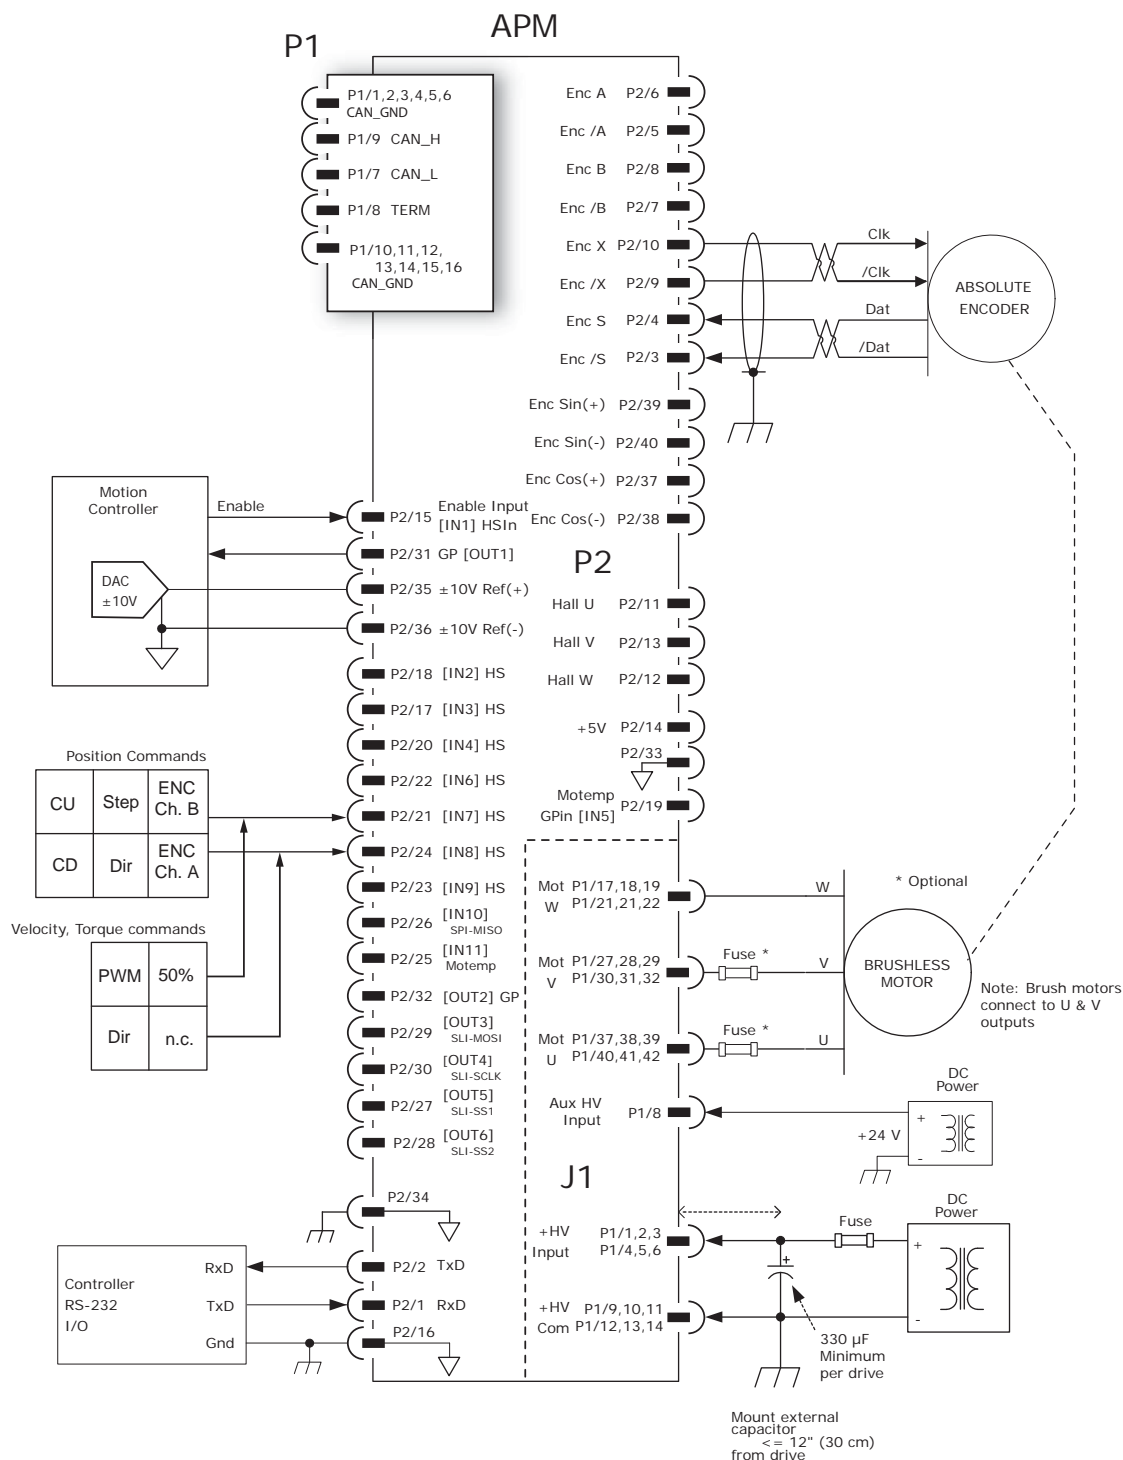 APM
P1
P1/1,2,3,4,5,6
CAN_GND
P1/9 CAN_H
P1/7 CAN_L
P1/8 TERM
P1/10,11,12,
13,14,15,16
CAN_GND
Enc A P2/6
Enc /A P2/5
Enc B P2/8
Enc /B P2/7
Enc X P2/10
Enc /X P2/9
Enc S P2/4
Enc /S P2/3
Clk
/Clk
Dat
/Dat
ABSOLUTE
ENCODER
Enc Sin(+) P2/39
Enc Sin(-) P2/40
Enc Cos(+) P2/37
Enc Cos(-) P2/38
Motion
Controller
Enable
DAC
±10V
P2/15 Enable Input
[IN1] HSIn
P2/31 GP [OUT1]
P2/35 ±10V Ref(+)
P2/36 ±10V Ref(-)
P2/18 [IN2] HS
P2/17 [IN3] HS
P2/20 [IN4] HS
P2/22 [IN6] HS
P2/21 [IN7] HS
P2/24 [IN8] HS
P2/23 [IN9] HS
P2/26 [IN10]
SPI-MISO
P2/25 [IN11]
Motemp
P2/32 [OUT2] GP
P2/29 [OUT3]
SLI-MOSI
P2/30 [OUT4]
SLI-SCLK
P2/27 [OUT5]
SLI-SS1
P2/28 [OUT6]
SLI-SS2
P2
Hall U P2/11
Hall V P2/13
Hall W P2/12
+5V P2/14
P2/33
Motemp
GPin [IN5] P2/19
Position Commands
CU Step ENC
Ch. B
CD Dir ENC
Ch. A
Velocity, Torque commands
PWM 50%
Dir n.c.
Mot P1/17,18,19
W P1/21,21,22
Mot P1/27,28,29
V P1/30,31,32
Mot P1/37,38,39
U P1/40,41,42
W
Fuse *
V
Fuse *
U
* Optional
BRUSHLESS
MOTOR
Note: Brush motors
connect to U & V
outputs
Aux HV
Input P1/8
DC
Power
+
+24 V
-
J1
+HV P1/1,2,3
Input P1/4,5,6
+HV P1/9,10,11
Com P1/12,13,14
Fuse
DC
Power
+
-
+
330 µF
Minimum
per drive
Mount external
capacitor
<= 12" (30 cm)
from drive
P2/34
Controller
RS-232
I/O
RxD
TxD
Gnd
P2/2 TxD
P2/1 RxD
P2/16